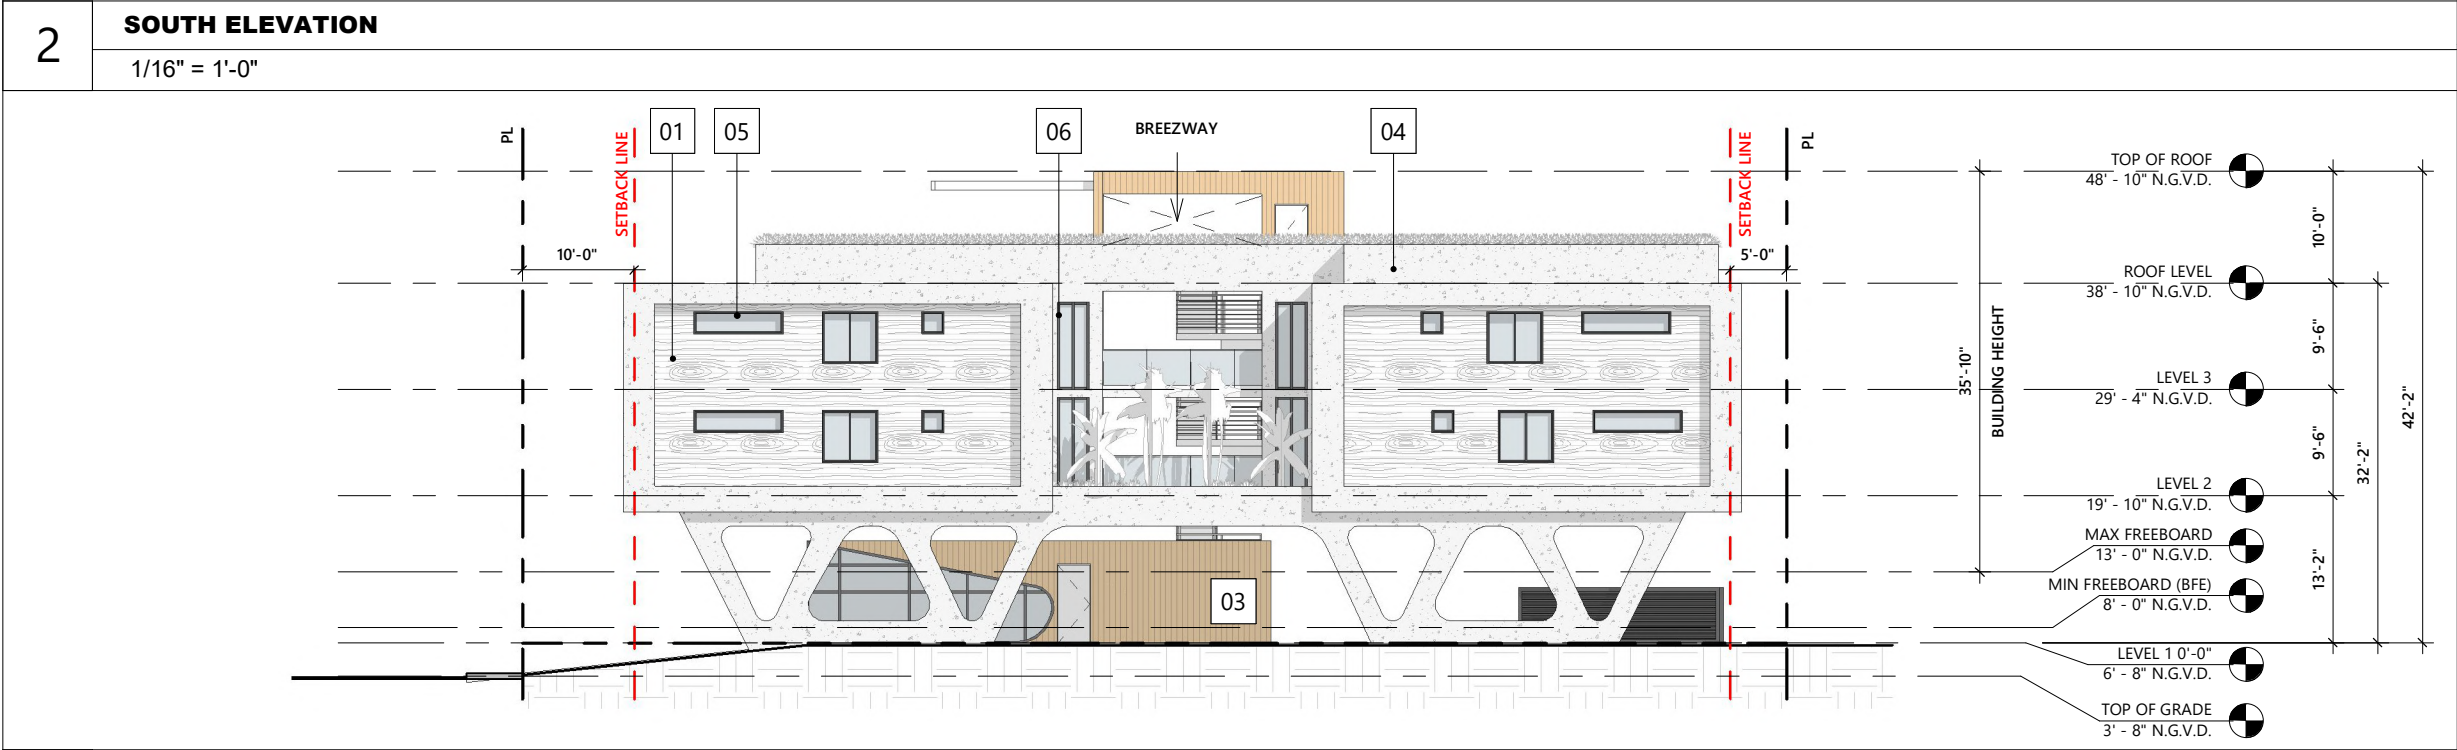 2
SOUTH ELEVATION
1/16" = 1'-0"
PL
SETBACK LINE
01
05
06
BREEZWAY
04
SETBACK LINE
PL
10'-0"
5'-0"
03
35'-10"
BUILDING HEIGHT
TOP OF ROOF
48' - 10" N.G.V.D.
ROOF LEVEL
38' - 10" N.G.V.D.
LEVEL 3
29' - 4" N.G.V.D.
LEVEL 2
19' - 10" N.G.V.D.
MAX FREEBOARD
13' - 0" N.G.V.D.
MIN FREEBOARD (BFE)
8' - 0" N.G.V.D.
LEVEL 1 0'-0"
6' - 8" N.G.V.D.
TOP OF GRADE
3' - 8" N.G.V.D.
10'-0"
9'-6"
9'-6"
13'-2"
32'-2"
42'-2"